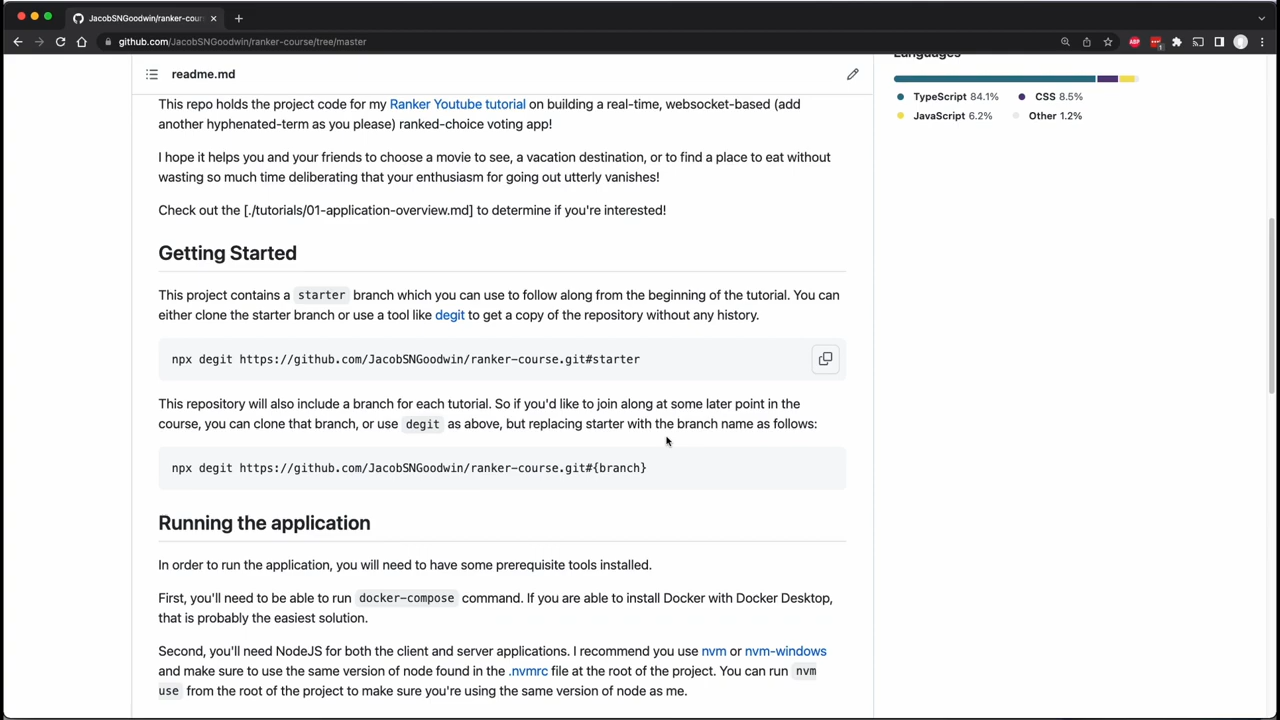 JacobSNGoodwin/ranker-cour
github.com/JacobSNGoodwin/ranker-course/tree/master
readme.md
Languages
TypeScript 84.1%
CSS 8.5%
JavaScript 6.2%
Other 1.2%
This repo holds the project code for my Ranker Youtube tutorial on building a real-time, websocket-based (add
another hyphenated-term as you please) ranked-choice voting app!
I hope it helps you and your friends to choose a movie to see, a vacation destination, or to find a place to eat without
wasting so much time deliberating that your enthusiasm for going out utterly vanishes!
Check out the [./tutorials/01-application-overview.md] to determine if you're interested!
Getting Started
This project contains a starter branch which you can use to follow along from the beginning of the tutorial. You can
either clone the starter branch or use a tool like degit to get a copy of the repository without any history.
npx degit https://github.com/JacobSNGoodwin/ranker-course.git#starter
This repository will also include a branch for each tutorial. So if you'd like to join along at some later point in the
course, you can clone that branch, or use degit as above, but replacing starter with the branch name as follows:
npx degit https://github.com/JacobSNGoodwin/ranker-course.git#{branch}
Running the application
In order to run the application, you will need to have some prerequisite tools installed.
First, you'll need to be able to run docker-compose command. If you are able to install Docker with Docker Desktop,
that is probably the easiest solution.
Second, you'll need NodeJS for both the client and server applications. I recommend you use nvm or nvm-windows
and make sure to use the same version of node found in the .nvmrc file at the root of the project. You can run nvm
use from the root of the project to make sure you're using the same version of node as me.